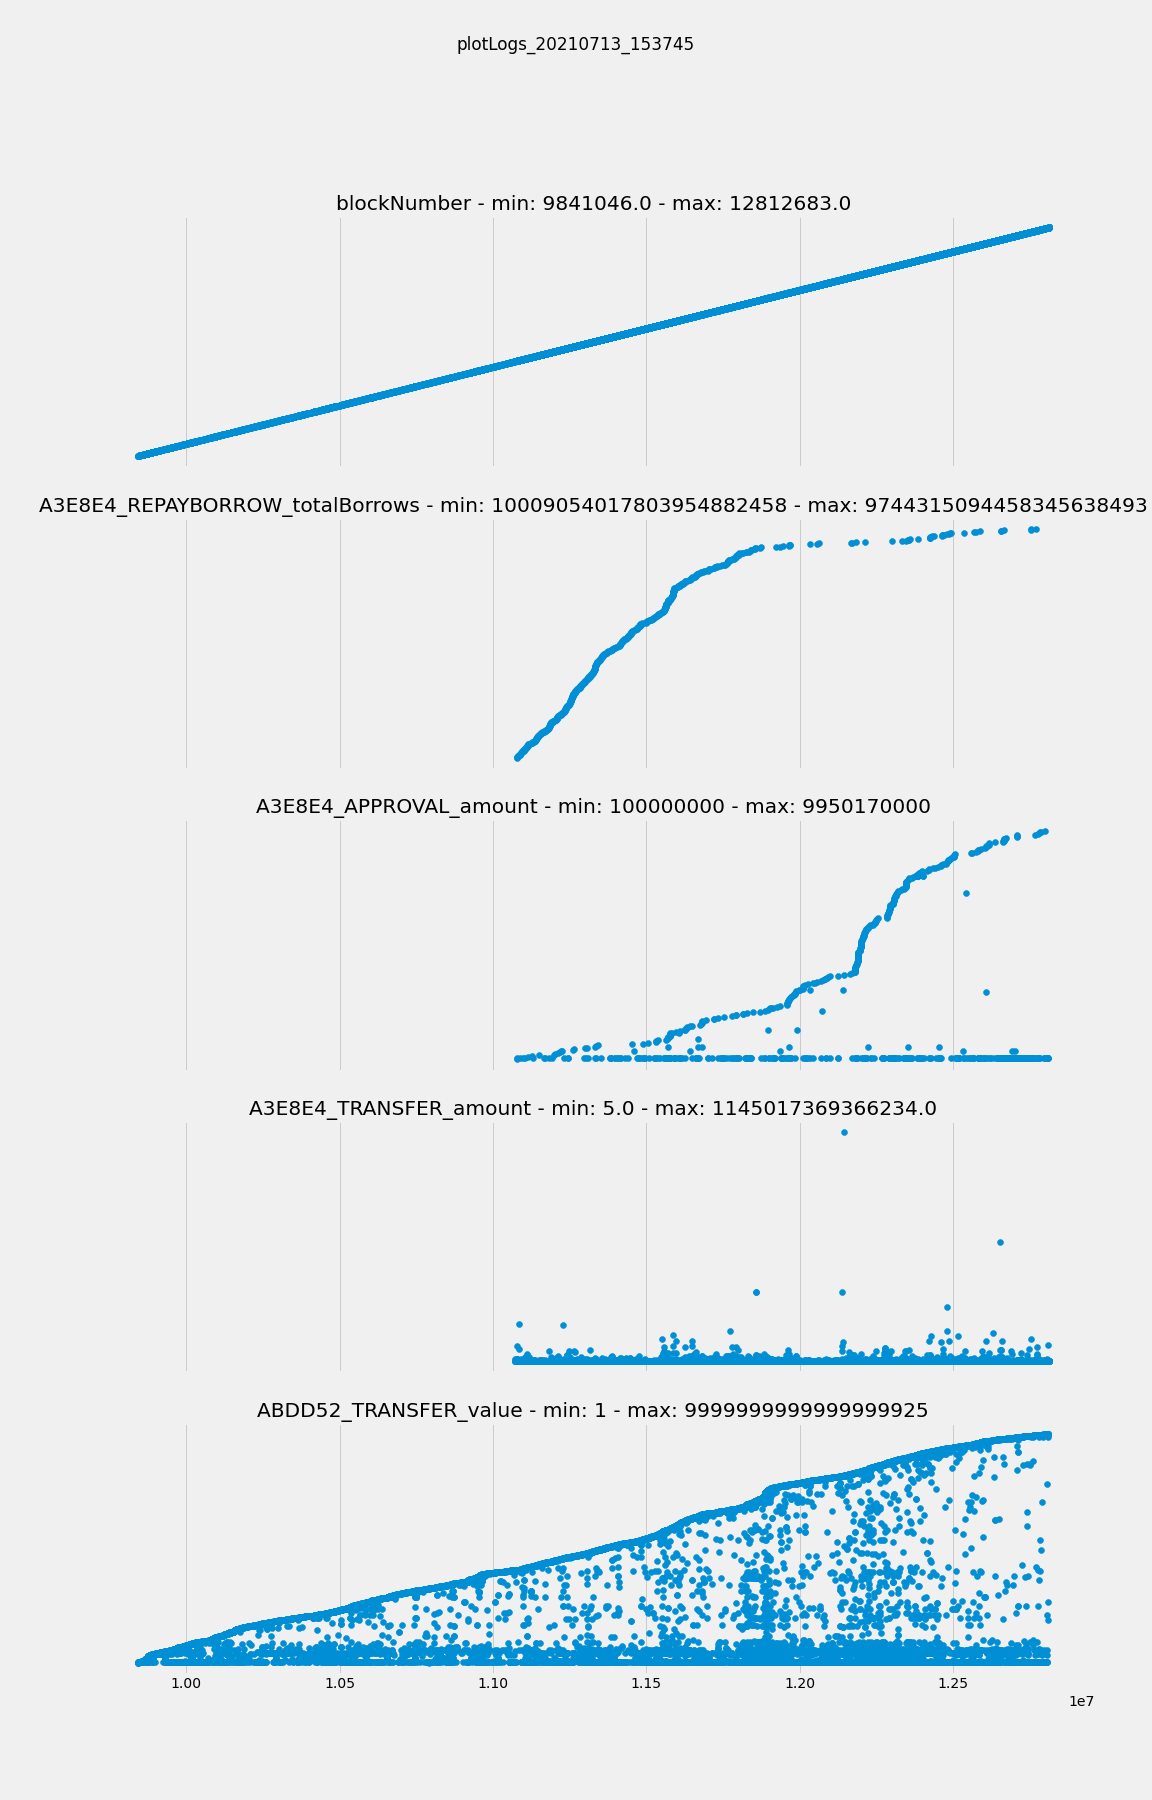 plotLogs_20210713_153745
blockNumber - min: 9841046.0 - max: 12812683.0
A3E8E4_REPAYBORROW_totalBorrows - min: 10009054017803954882458 - max: 9744315094458345638493
A3E8E4_APPROVAL_amount - min: 100000000 - max: 9950170000
A3E8E4_TRANSFER_amount - min: 5.0 - max: 1145017369366234.0
ABDD52_TRANSFER_value - min: 1 - max: 9999999999999999925
1.00 1.05 1.10 1.15 1.20 1.25
1e7